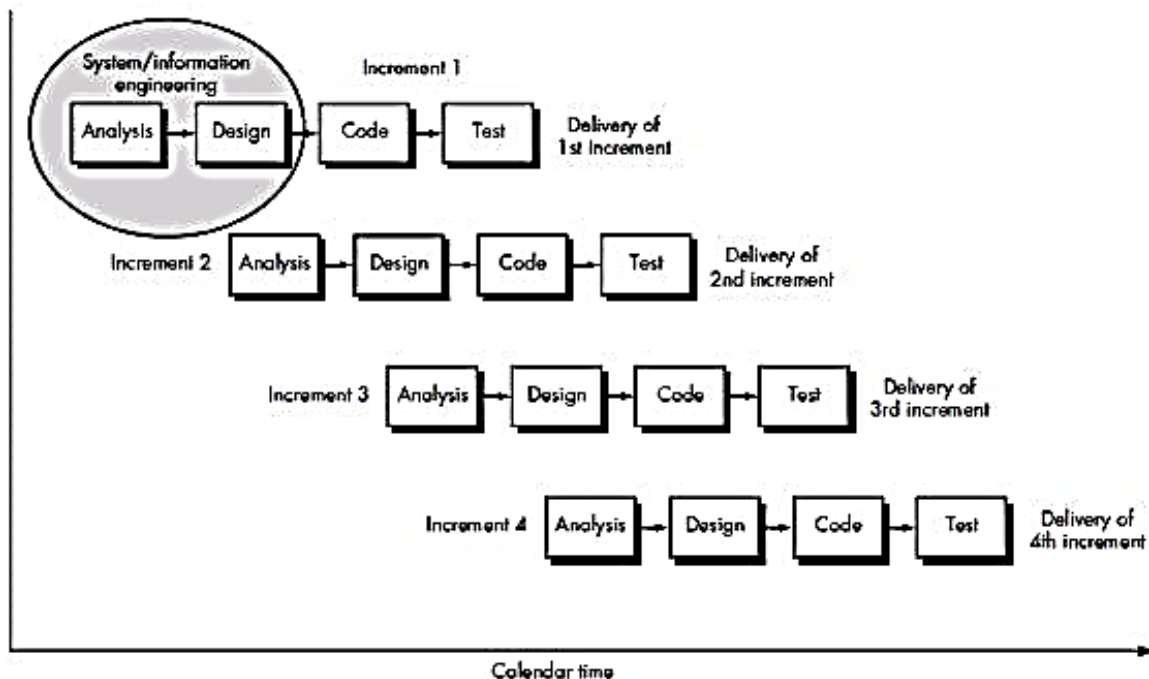 System/information
engineering
Increment 1
Analysis
Design
Code
Test
Delivery of
1st increment
Increment 2
Analysis
Design
Code
Test
Delivery of
2nd increment
Increment 3
Analysis
Design
Code
Test
Delivery of
3rd increment
Increment 4
Analysis
Design
Code
Test
Delivery of
4th increment
Calendar time